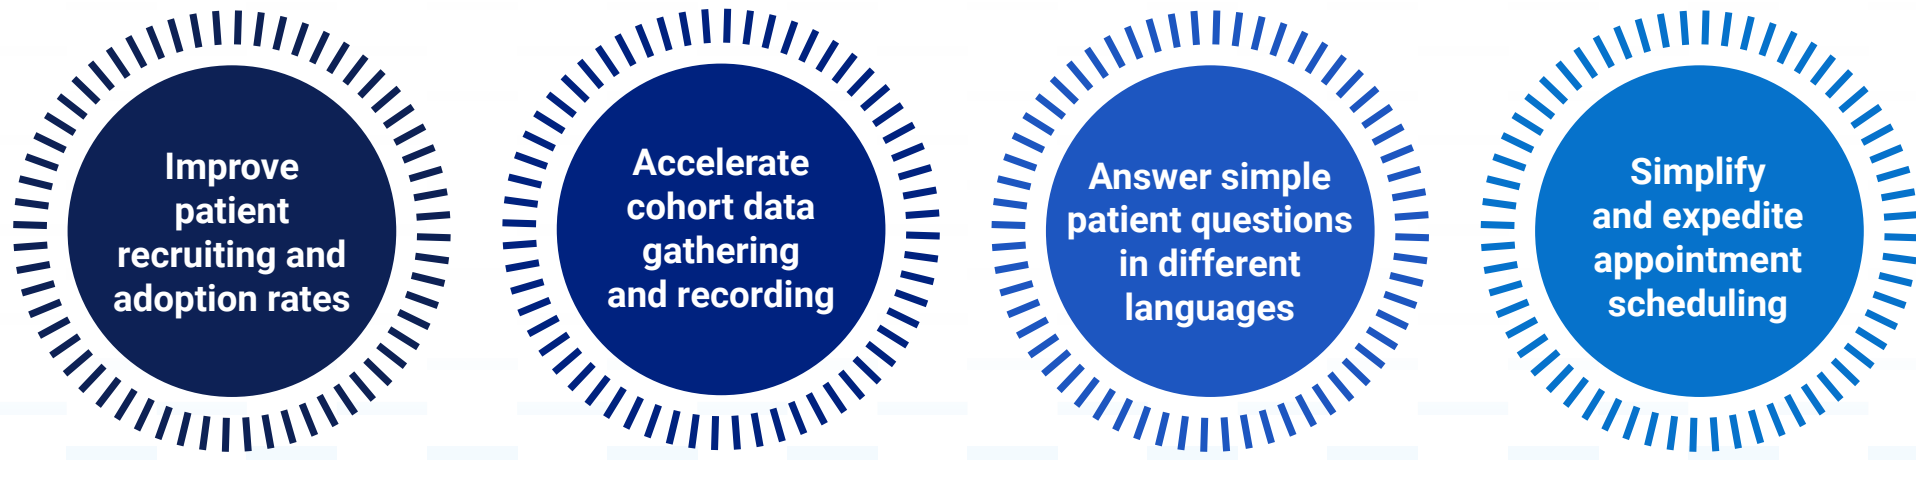 Improve
patient
recruiting and
adoption rates
Accelerate
cohort data
gathering
and recording
Answer simple
patient questions
in different
languages
Simplify
and expedite
appointment
scheduling